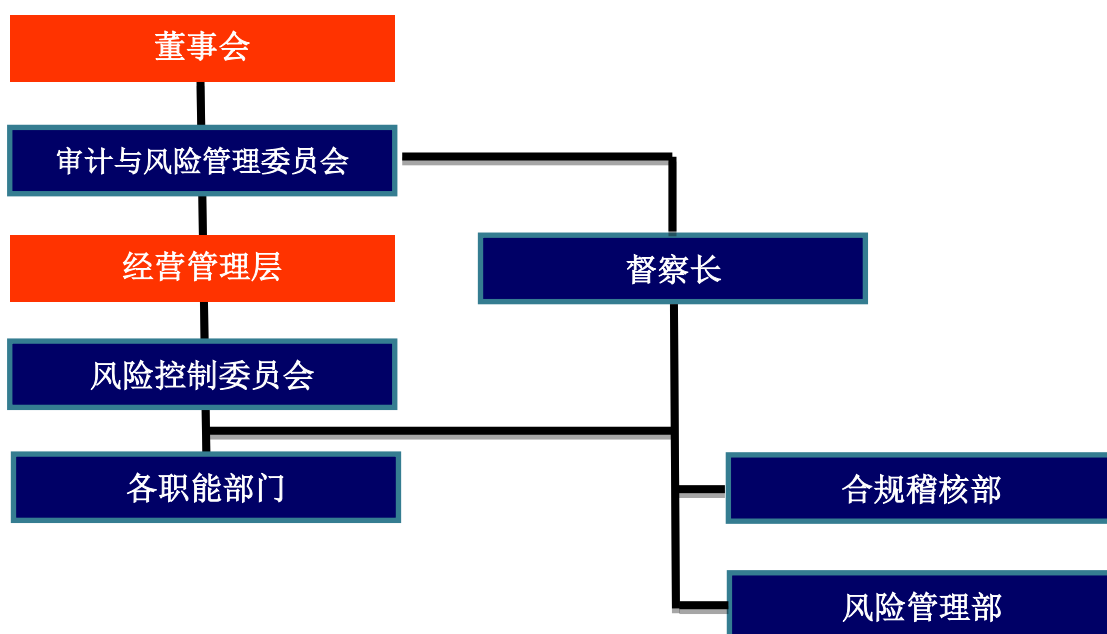 董事会
审计与风险管理委员会
经营管理层
督察长
风险控制委员会
各职能部门
合规稽核部
风险管理部